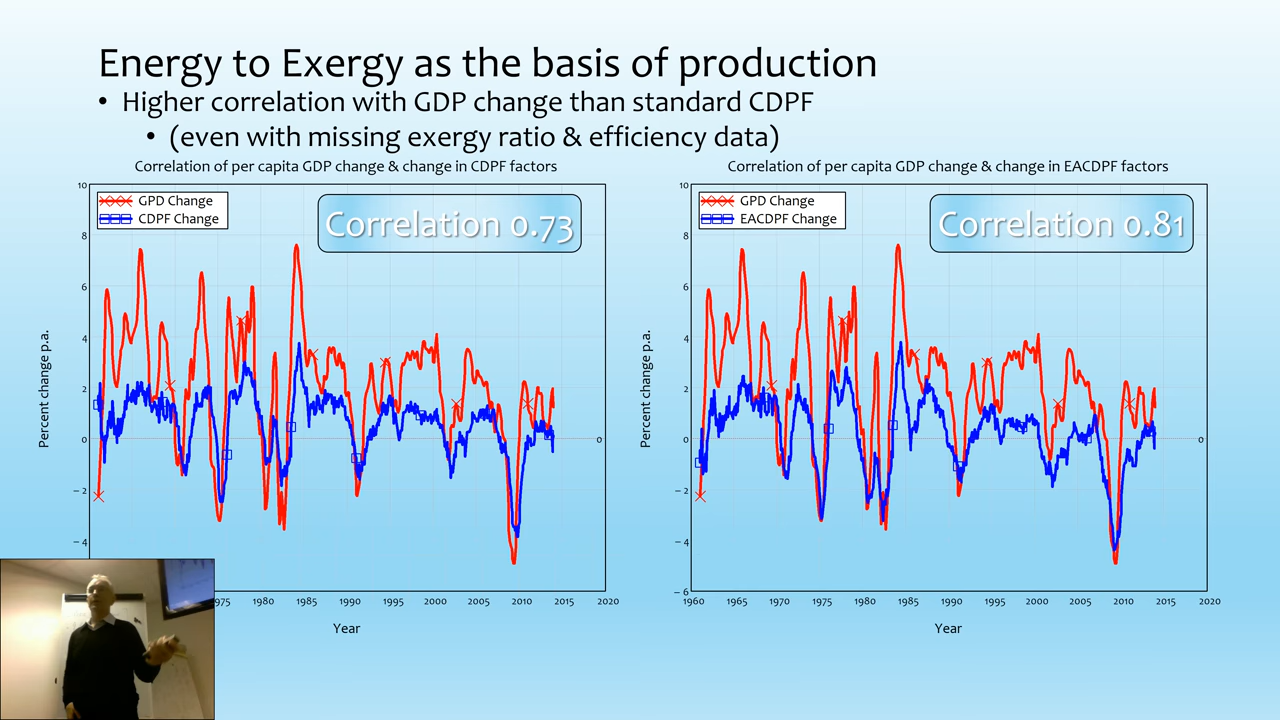 Energy to Exergy as the basis of production
• Higher correlation with GDP change than standard CDPF
• (even with missing exergy ratio & efficiency data)
Correlation of per capita GDP change & change in CDPF factors
GPD Change
CDPF Change
Correlation 0.73
10
8
6
4
2
0
– 2
– 4
0
Percent change p.a.
975 1980 1985 1990 1995 2000 2005 2010 2015 2020
Year
Correlation of per capita GDP change & change in EACDPF factors
GPD Change
EACDPF Change
Correlation 0.81
10
8
6
4
2
0
– 2
– 4
– 6
0
Percent change p.a.
1960 1965 1970 1975 1980 1985 1990 1995 2000 2005 2010 2015 2020
Year